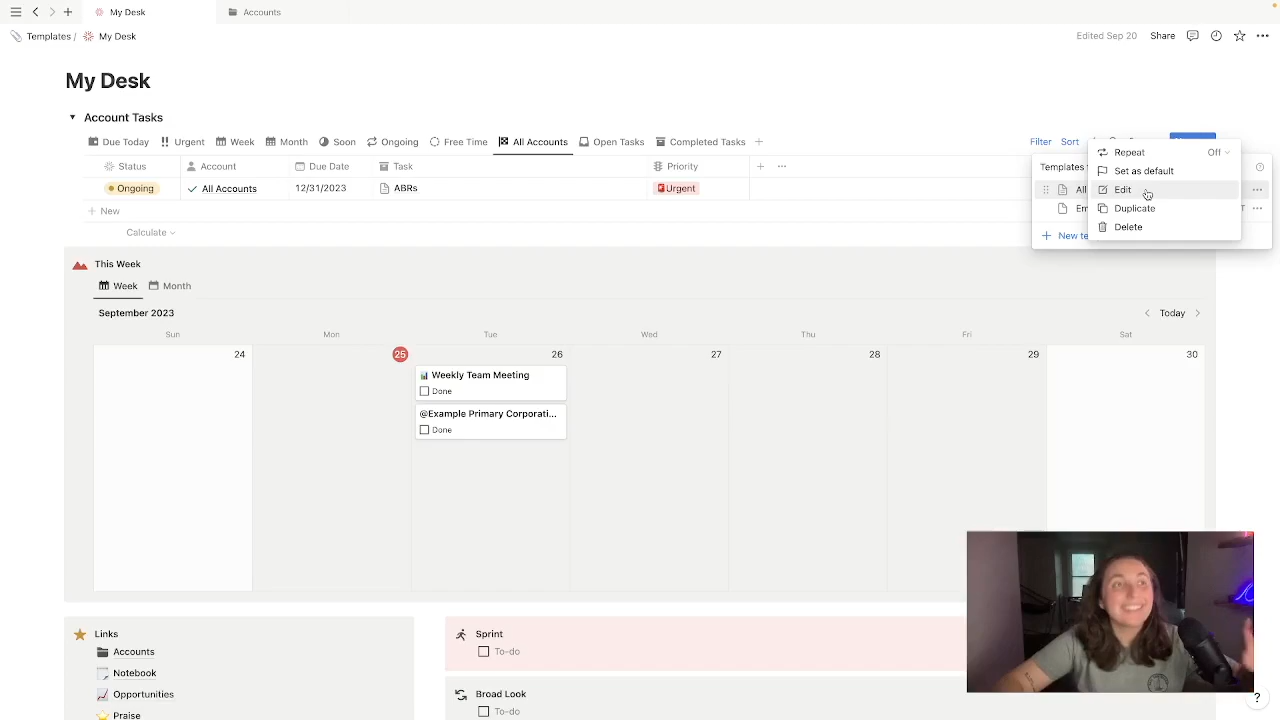 My Desk
Accounts
Templates / My Desk
Edited Sep 20 Share
My Desk
Account Tasks
Due Today Urgent Week Month Soon Ongoing Free Time All Accounts Open Tasks Completed Tasks
Filter Sort
Status Account Due Date Task Priority
Ongoing All Accounts 12/31/2023 ABRs Urgent
New
Calculate
Templates
All
Em
New te
Repeat Off
Set as default
Edit
Duplicate
Delete
This Week
Week Month
September 2023 Today
Sun Mon Tue Wed Thu Fri Sat
24 25 26 27 28 29 30
Weekly Team Meeting
Done
@Example Primary Corporati...
Done
Links
Accounts
Notebook
Opportunities
Praise
Sprint
To-do
Broad Look
To-do
?